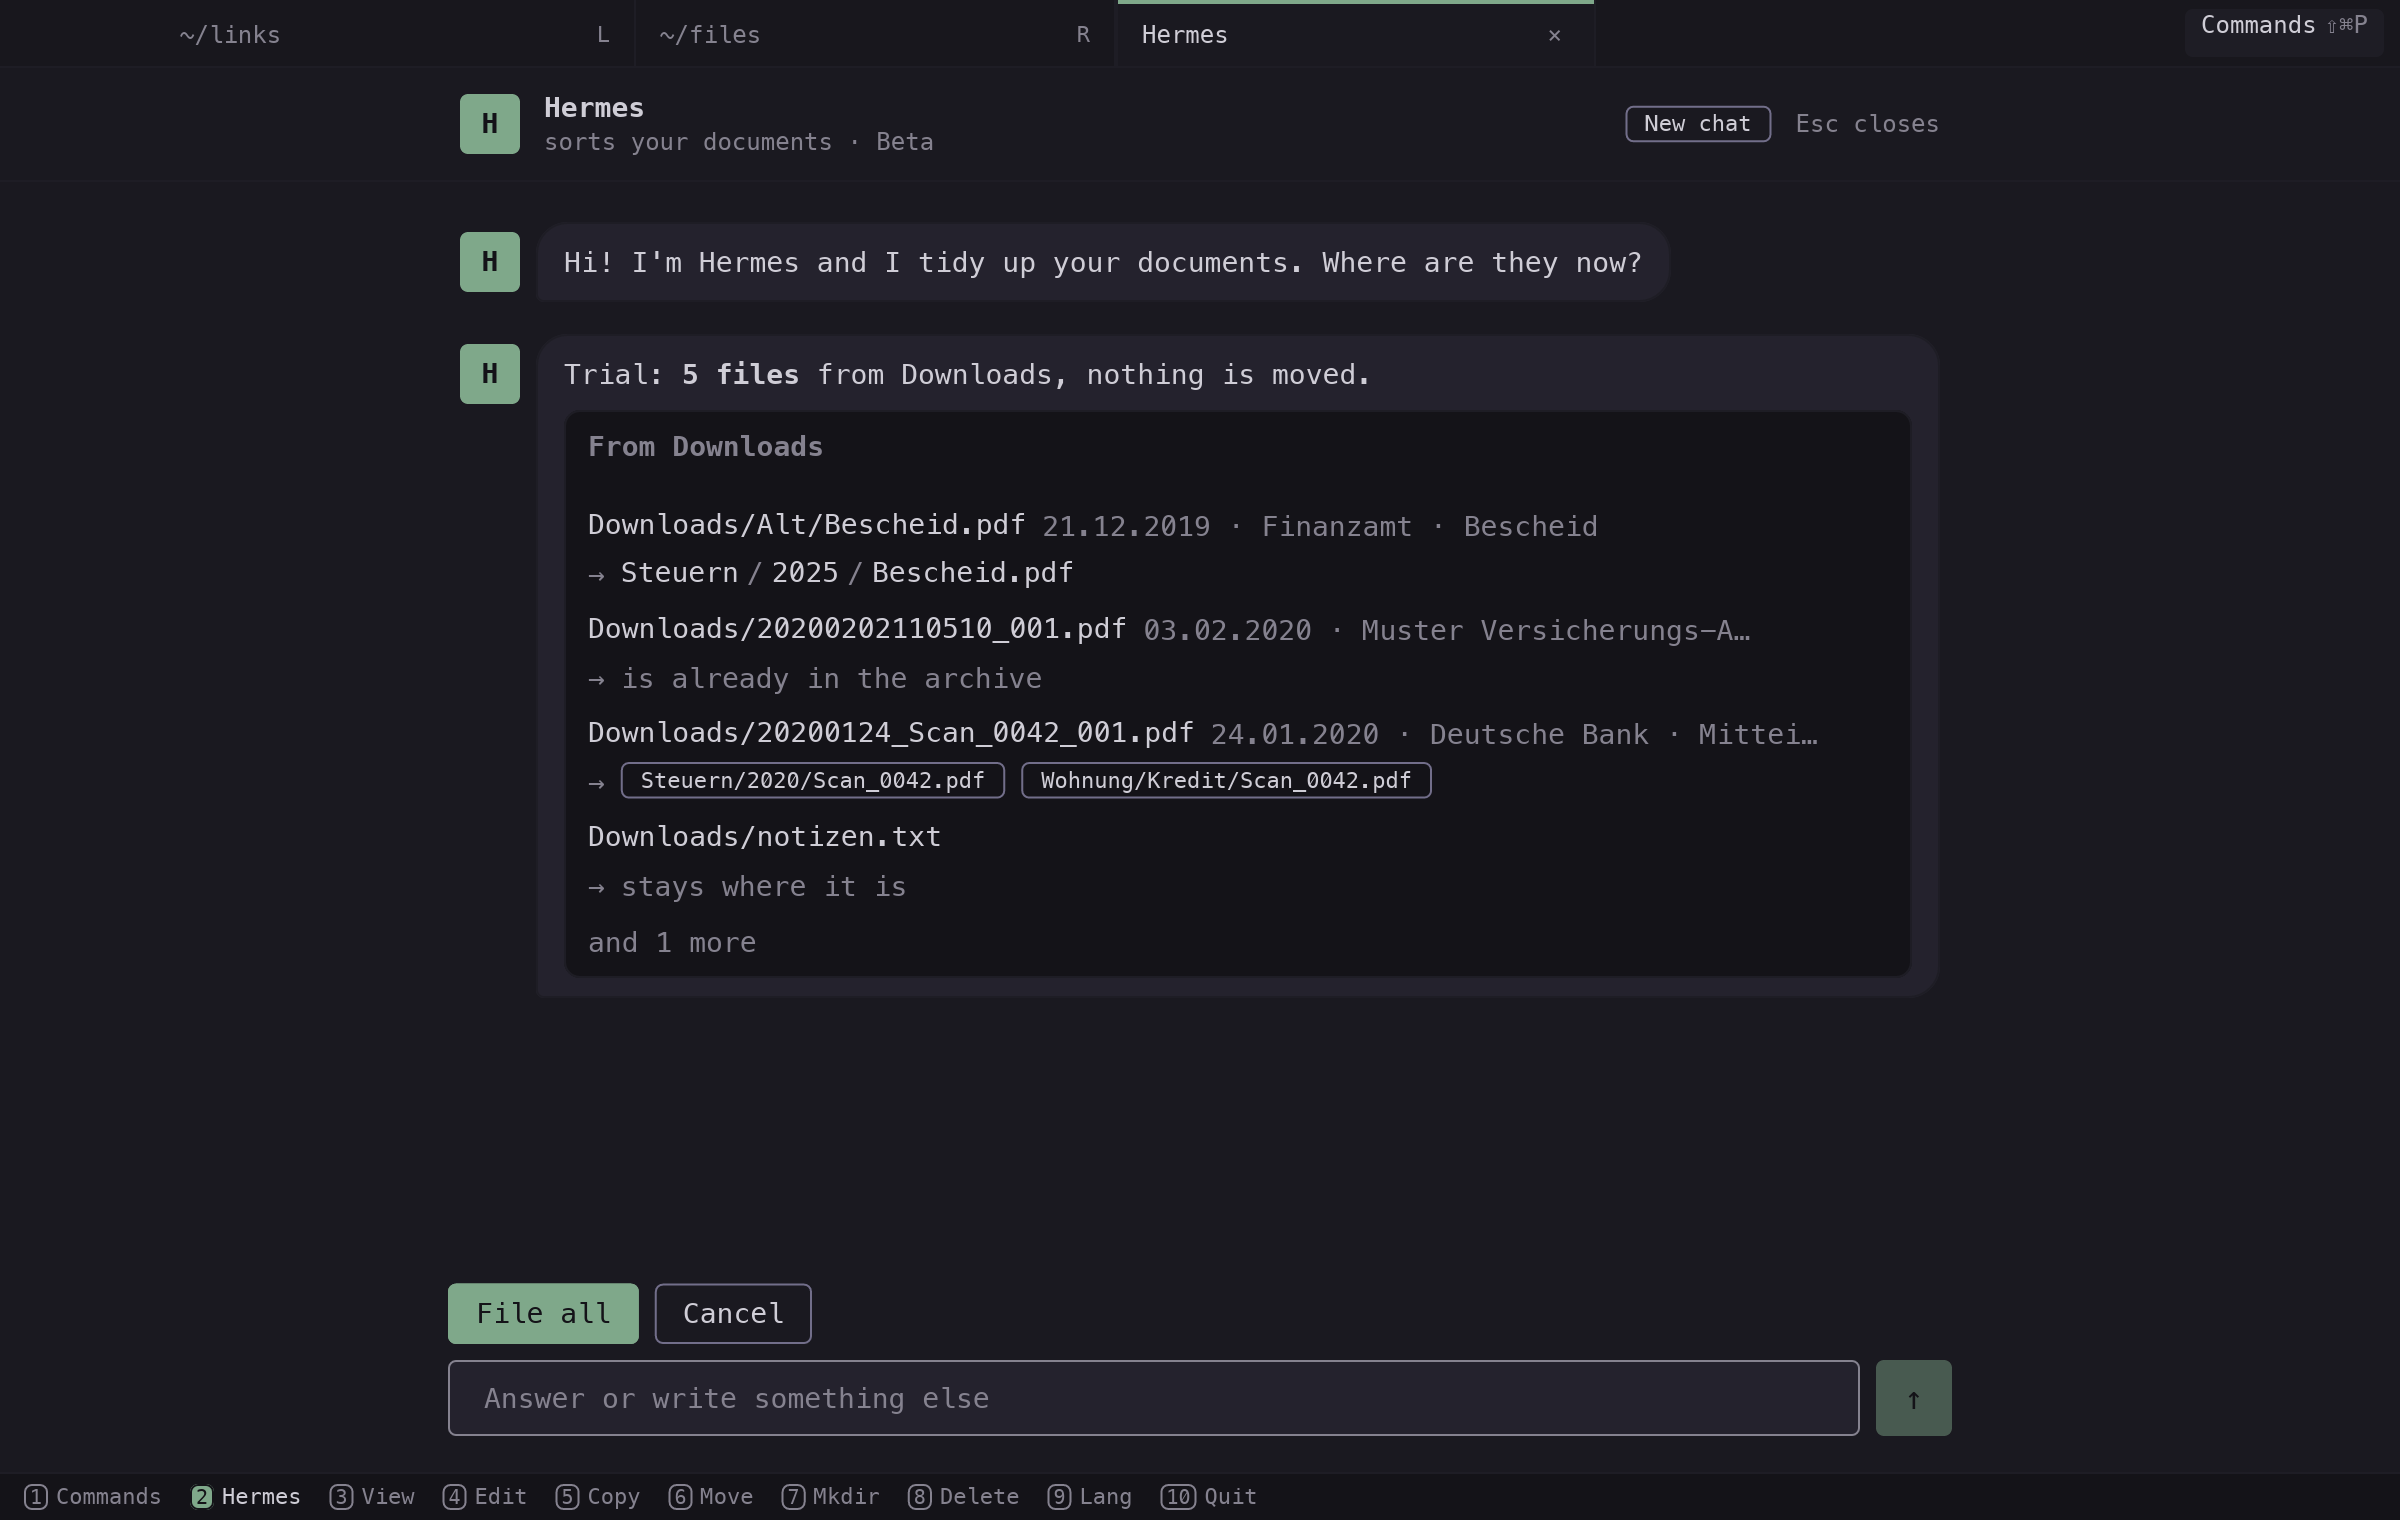 ~/links L ~/files R Hermes × Commands ⇧⌘P
H Hermes
sorts your documents · Beta
New chat Esc closes
H Hi! I'm Hermes and I tidy up your documents. Where are they now?
H Trial: 5 files from Downloads, nothing is moved.
From Downloads
Downloads/Alt/Bescheid.pdf 21.12.2019 · Finanzamt · Bescheid
→ Steuern / 2025 / Bescheid.pdf
Downloads/20200202110510_001.pdf 03.02.2020 · Muster Versicherungs-A…
→ is already in the archive
Downloads/20200124_Scan_0042_001.pdf 24.01.2020 · Deutsche Bank · Mittei…
→ Steuern/2020/Scan_0042.pdf Wohnung/Kredit/Scan_0042.pdf
Downloads/notizen.txt
→ stays where it is
and 1 more
File all Cancel
Answer or write something else ↑
1 Commands 2 Hermes 3 View 4 Edit 5 Copy 6 Move 7 Mkdir 8 Delete 9 Lang 10 Quit